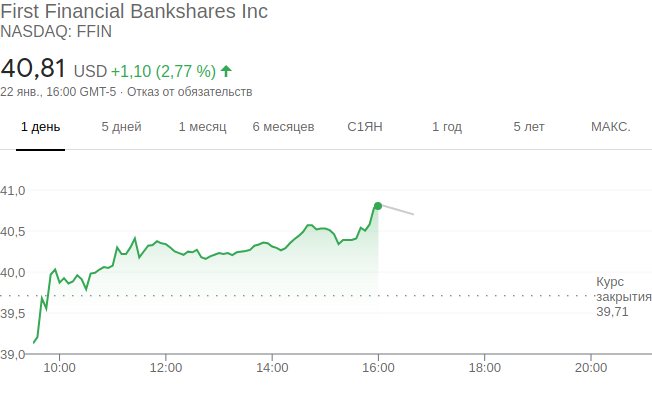 First Financial Bankshares Inc
NASDAQ: FFIN
40,81 USD +1,10 (2,77 %)
22 янв., 16:00 GMT-5 · Отказ от обязательств
1 день 5 дней 1 месяц 6 месяцев С1ЯН 1 год 5 лет МАКС.
41,0
40,5
40,0
Курс
закрытия
39,71
39,5
39,0
10:00 12:00 14:00 16:00 18:00 20:00